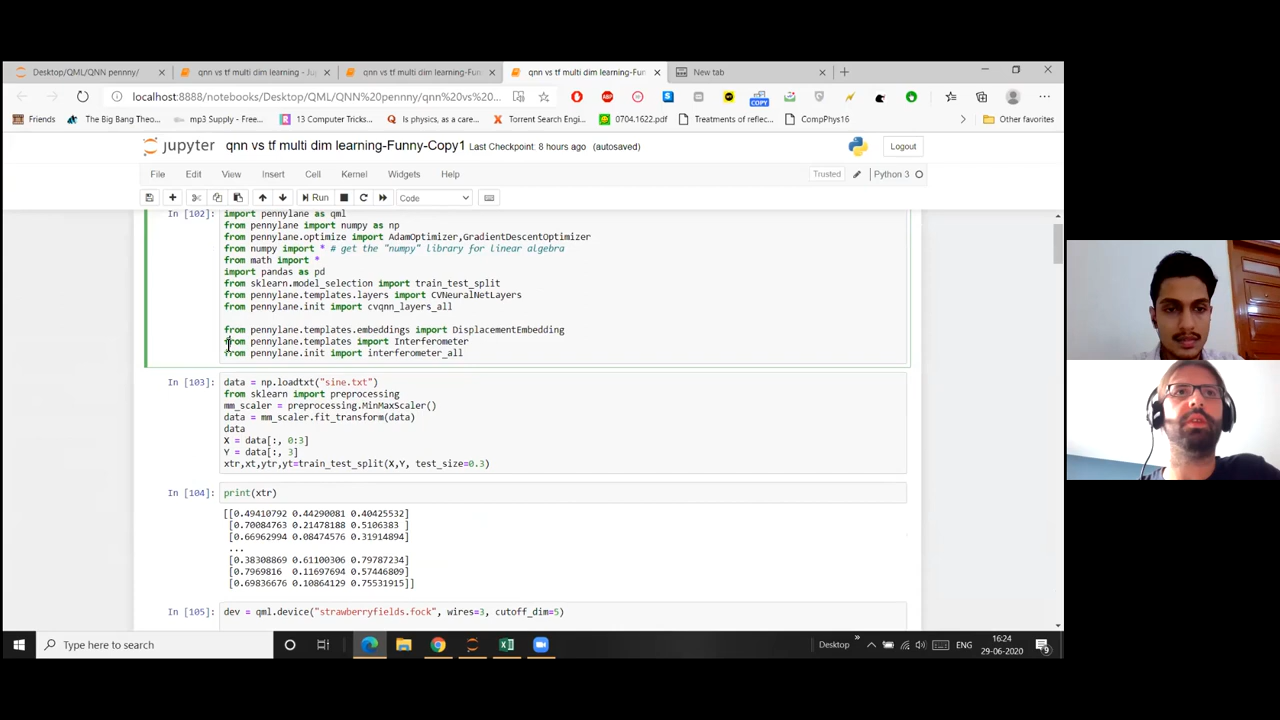 Desktop/QML/QNN pennny/
qnn vs tf multi dim learning - Ju
qnn vs tf multi dim learning-Fun
qnn vs tf multi dim learning-Fun
New tab
localhost:8888/notebooks/Desktop/QML/QNN%20pennny/qnn%20vs%20...
COPY
Friends
The Big Bang Theo...
mp3 Supply - Free...
13 Computer Tricks...
Is physics, as a care...
Torrent Search Engi...
0704.1622.pdf
Treatments of reflec...
CompPhys16
Other favorites
jupyter
qnn vs tf multi dim learning-Funny-Copy1 Last Checkpoint: 8 hours ago (autosaved)
Logout
File Edit View Insert Cell Kernel Widgets Help
Trusted
Python 3
Run
Code
In [102]:
import pennylane as qml
from pennylane import numpy as np
from pennylane.optimize import AdamOptimizer,GradientDescentOptimizer
from numpy import * # get the "numpy" library for linear algebra
from math import *
import pandas as pd
from sklearn.model_selection import train_test_split
from pennylane.templates.layers import CVNeuralNetLayers
from pennylane.init import cvqnn_layers_all
from pennylane.templates.embeddings import DisplacementEmbedding
from pennylane.templates import Interferometer
from pennylane.init import interferometer_all
In [103]:
data = np.loadtxt("sine.txt")
from sklearn import preprocessing
mm_scaler = preprocessing.MinMaxScaler()
data = mm_scaler.fit_transform(data)
data
X = data[:, 0:3]
Y = data[:, 3]
xtr,xt,ytr,yt=train_test_split(X,Y, test_size=0.3)
In [104]:
print(xtr)
[[0.49410792 0.44290081 0.40425532]
[0.70084763 0.21478188 0.5106383 ]
[0.66962994 0.08474576 0.31914894]
...
[0.38308869 0.61100306 0.79787234]
[0.7969816 0.11697694 0.57446809]
[0.69836676 0.10864129 0.75531915]]
In [105]:
dev = qml.device("strawberryfields.fock", wires=3, cutoff_dim=5)
Type here to search
Desktop
ENG
16:24
29-06-2020